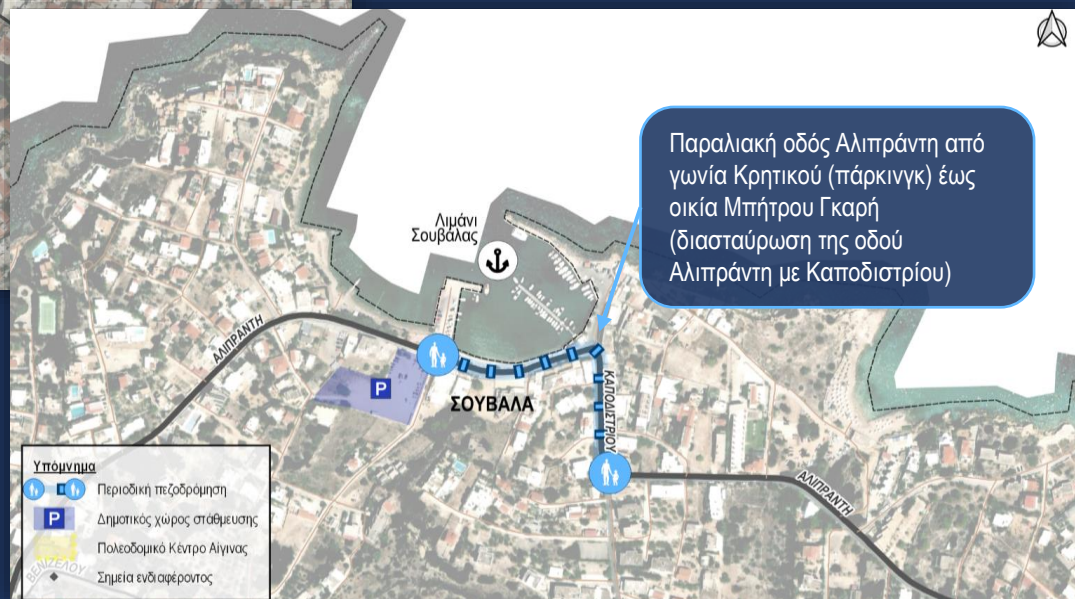 Παραλιακή οδός Αλιπράντη από
γωνία Κρητικού (πάρκινγκ) έως
οικία Μπήτρου Γκαρή
(διασταύρωση της οδού
Αλιπράντη με Καποδιστρίου)
Λιμάνι
Σουβάλας
ΑΛΙΠΡΑΝΤΗ
P
ΣΟΥΒΑΛΑ
ΚΑΠΟΔΙΣΤΡΙΟΥ
ΑΛΙΠΡΑΝΤΗ
Υπόμνημα
Περιοδική πεζοδρόμηση
P Δημοτικός χώρος στάθμευσης
Πολεοδομικό Κέντρο Αίγινας
ΒΕΝΙΖΕΛΟΥ
Σημεία ενδιαφέροντος